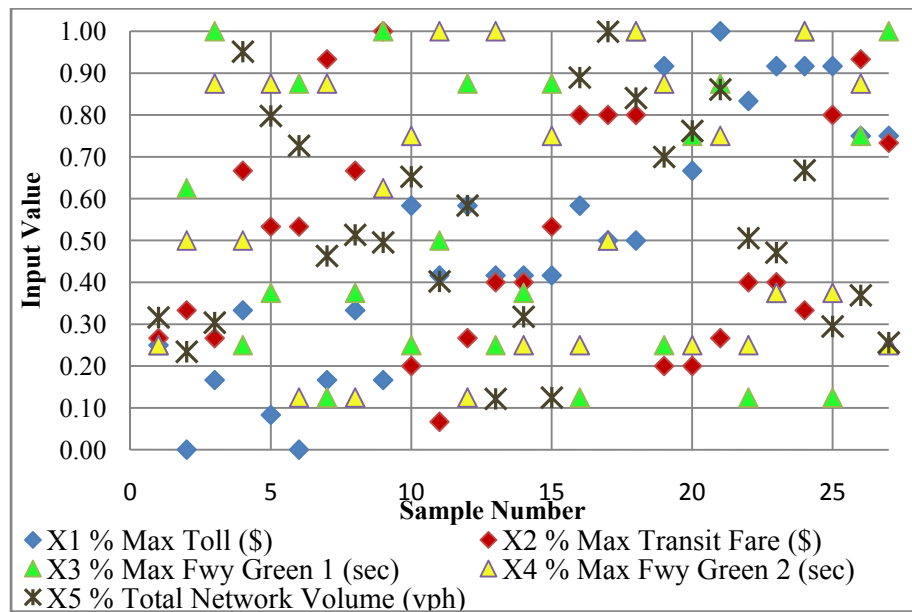 1.00
0.90
0.80
0.70
0.60
0.50
0.40
0.30
0.20
0.10
0.00
Input Value
0 5 10 15 20 25
Sample Number
X1 % Max Toll ($) X2 % Max Transit Fare ($)
X3 % Max Fwy Green 1 (sec) X4 % Max Fwy Green 2 (sec)
X5 % Total Network Volume (vph)